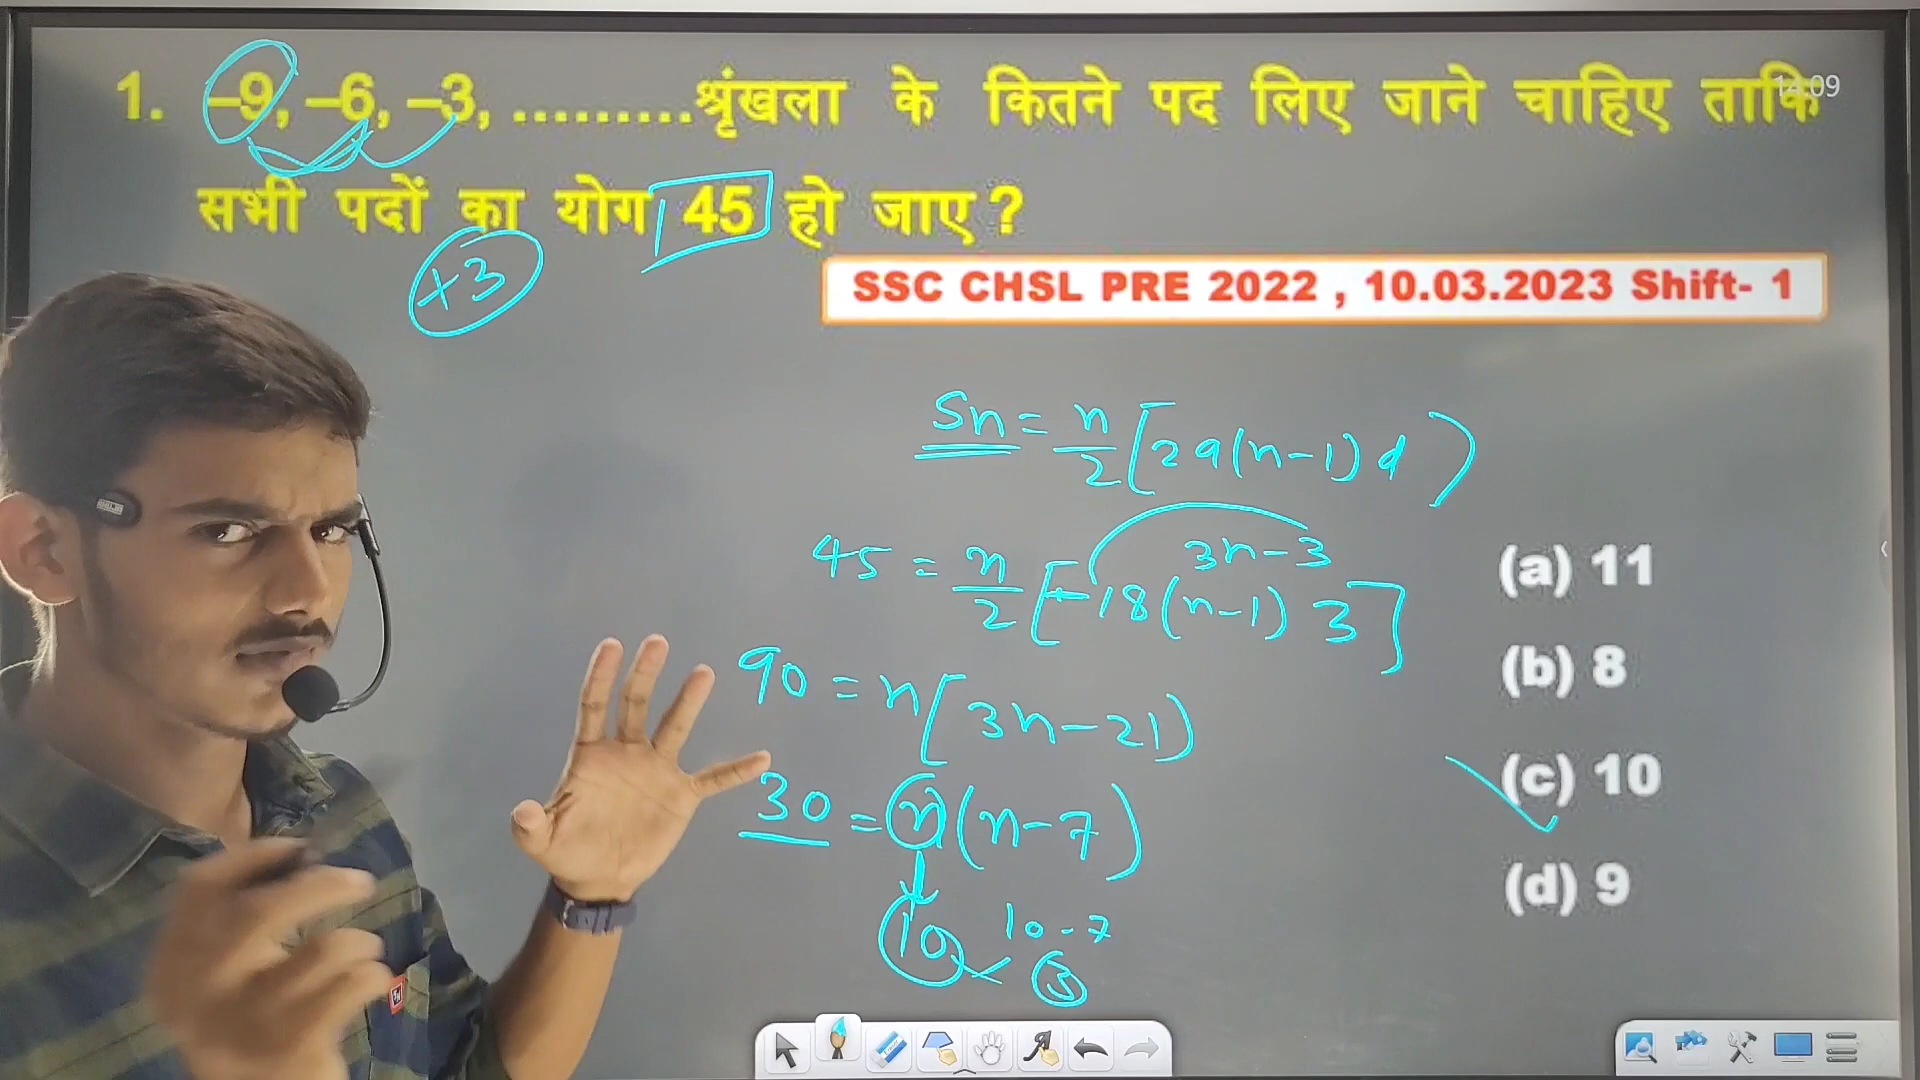 1. –9, –6, –3, ..........श्रृंखला के कितने पद लिए जाने चाहिए ताकि
14:09
सभी पदों का योग 45 हो जाए ?
+3
SSC CHSL PRE 2022 , 10.03.2023 Shift- 1
Sn = n/2 [2a(n-1)d)
3n-3
45 = n/2 [-18(n-1) 3]
90 = n[3n-21)
30 = n(n-7)
10 × 3
10-7
(a) 11
(b) 8
(c) 10
(d) 9